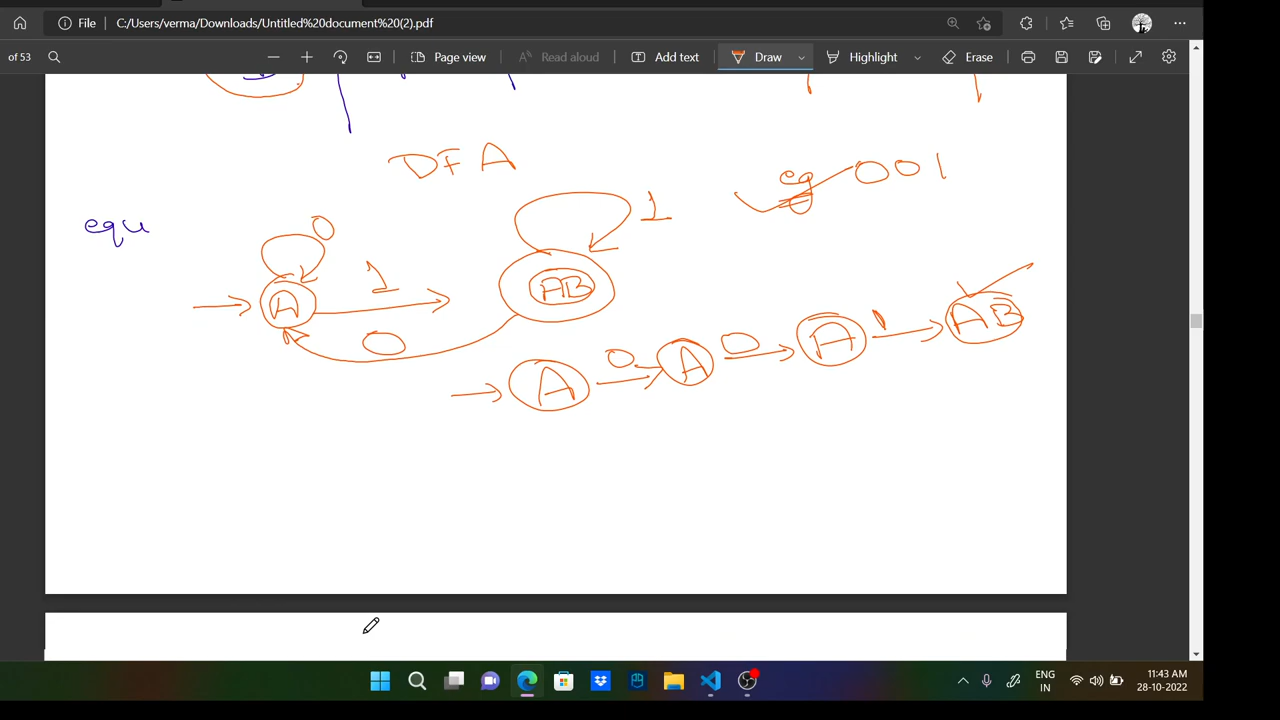 File C:/Users/verma/Downloads/Untitled%20document%20(2).pdf
of 53 Page view Read aloud Add text Draw Highlight Erase
DFA
eg 001
equ
0 1
A 1 AB
0
A 0 A 0 A 1 AB
ENG
IN
11:43 AM
28-10-2022